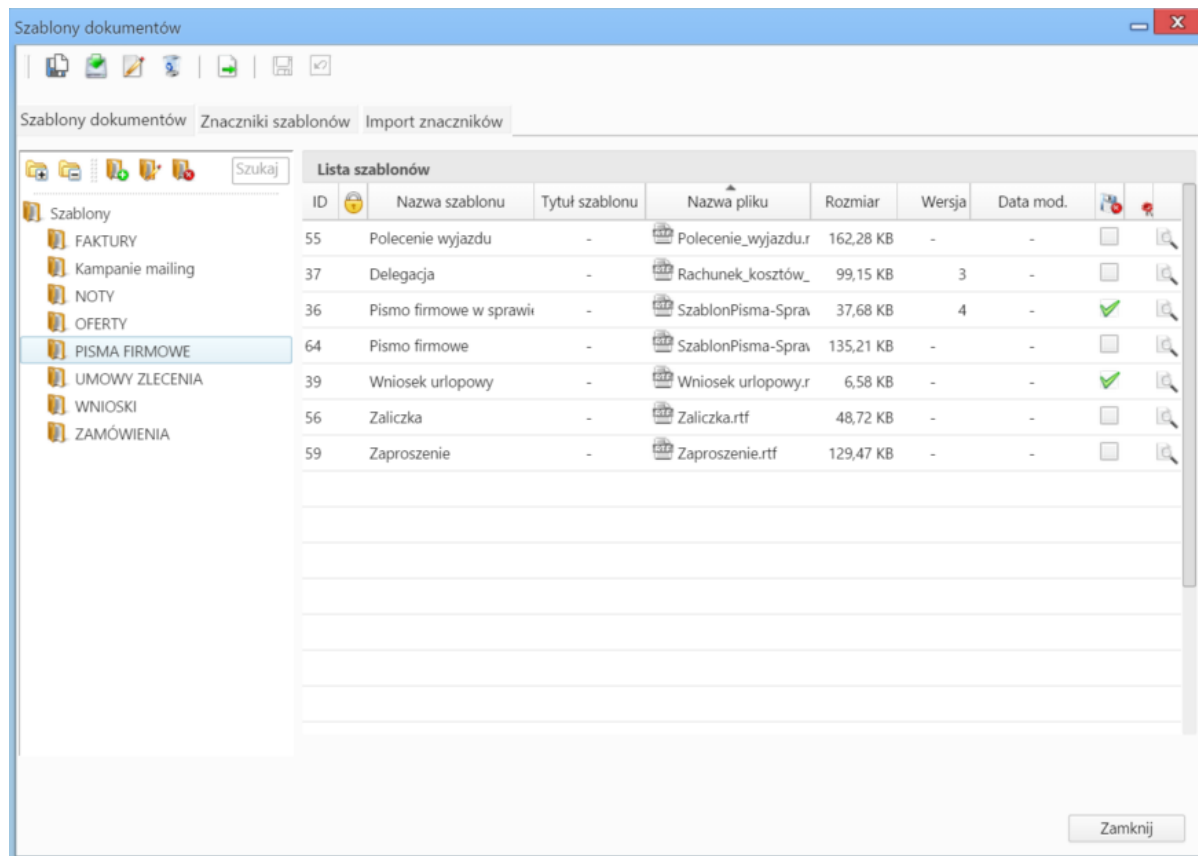 Szablony dokumentów
Szablony dokumentów Znaczniki szablonów Import znaczników
Szukaj
Szablony
FAKTURY
Kampanie mailing
NOTY
OFERTY
PISMA FIRMOWE
UMOWY ZLECENIA
WNIOSKI
ZAMÓWIENIA
Lista szablonów
ID Nazwa szablonu Tytuł szablonu Nazwa pliku Rozmiar Wersja Data mod.
55 Polecenie wyjazdu - Polecenie_wyjazdu.r 162,28 KB - -
37 Delegacja - Rachunek_kosztów_ 99,15 KB 3 -
36 Pismo firmowe w sprawie - SzablonPisma-Spraw 37,68 KB 4 -
64 Pismo firmowe - SzablonPisma-Spraw 135,21 KB - -
39 Wniosek urlopowy - Wniosek urlopowy.r 6,58 KB - -
56 Zaliczka - Zaliczka.rtf 48,72 KB - -
59 Zaproszenie - Zaproszenie.rtf 129,47 KB - -
Zamknij